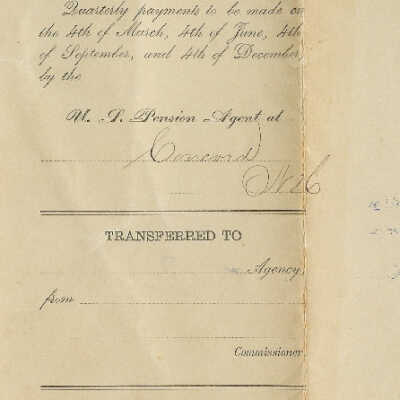 Quarterly payments to be made on
the 4th of March, 4th of June, 4th
of September, and 4th of December,
by the
U. S. Pension Agent, at
Concord
N H
TRANSFERRED TO
Agency,
from
Commissioner.